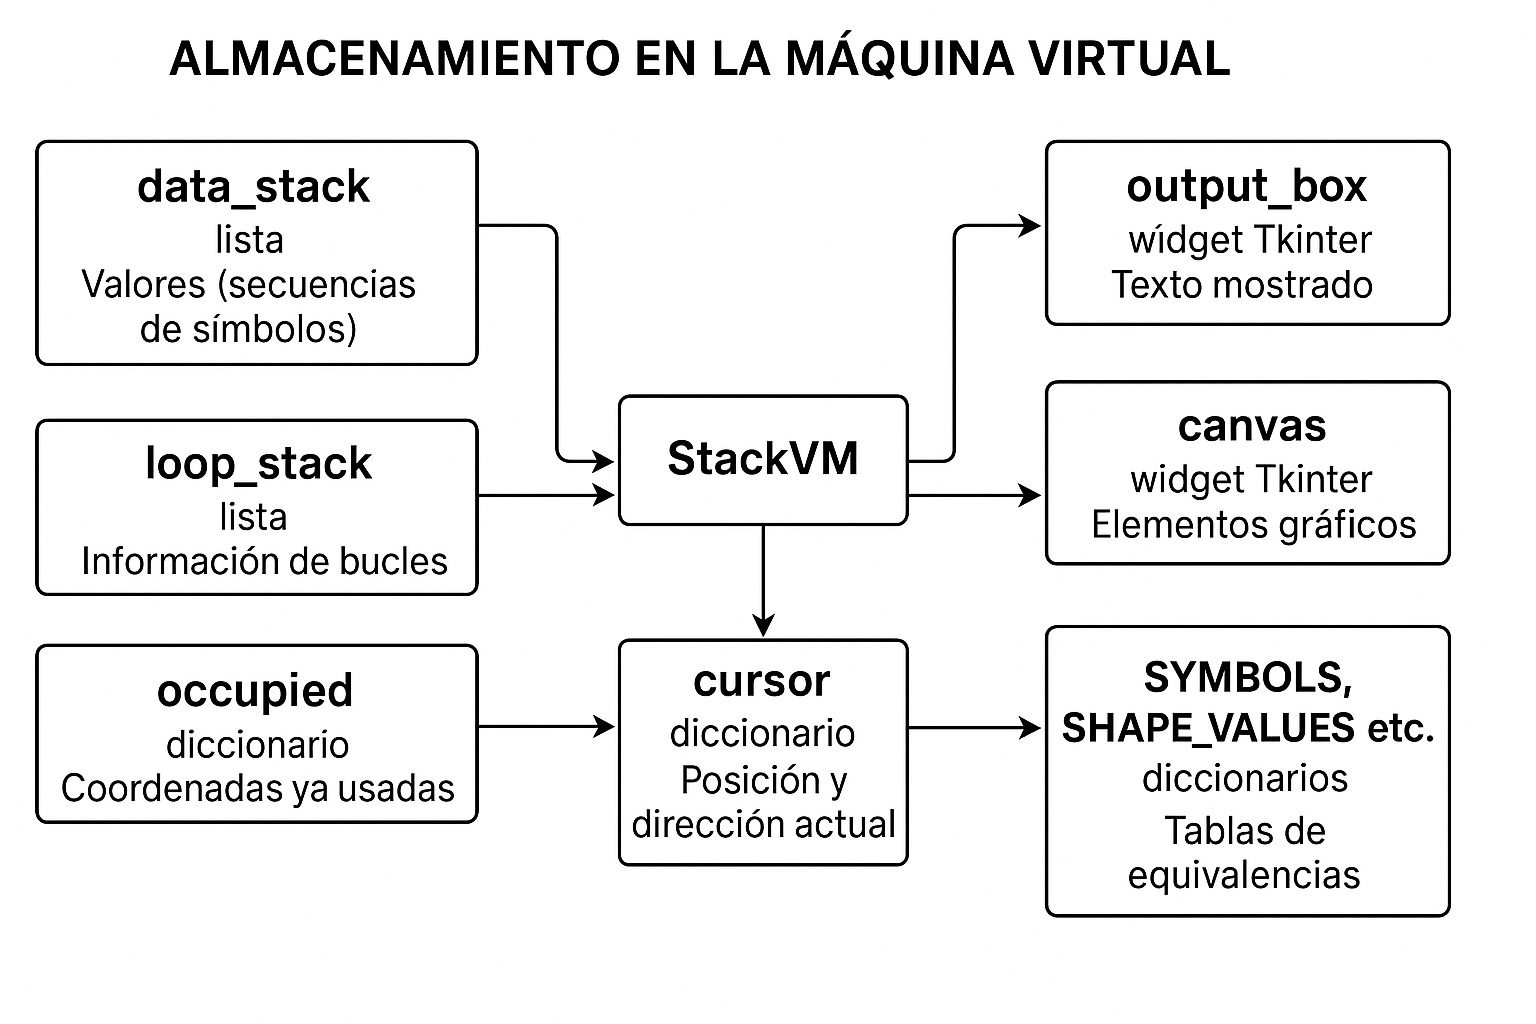 ALMACENAMIENTO EN LA MÁQUINA VIRTUAL
data_stack
lista
Valores (secuencias
de símbolos)
loop_stack
lista
Información de bucles
occupied
diccionario
Coordenadas ya usadas
StackVM
cursor
diccionario
Posición y
dirección actual
output_box
wídget Tkinter
Texto mostrado
canvas
widget Tkinter
Elementos gráficos
SYMBOLS,
SHAPE_VALUES etc.
diccionarios
Tablas de
equivalencias